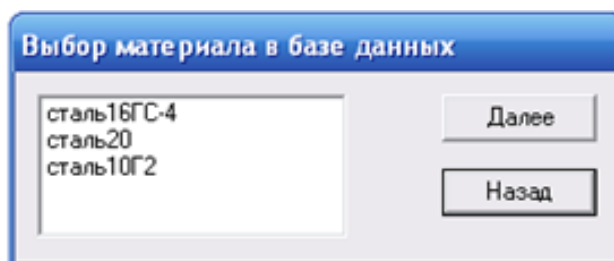 Выбор материала в базе данных
сталь16ГС-4
сталь20
сталь10Г2
Далее
Назад